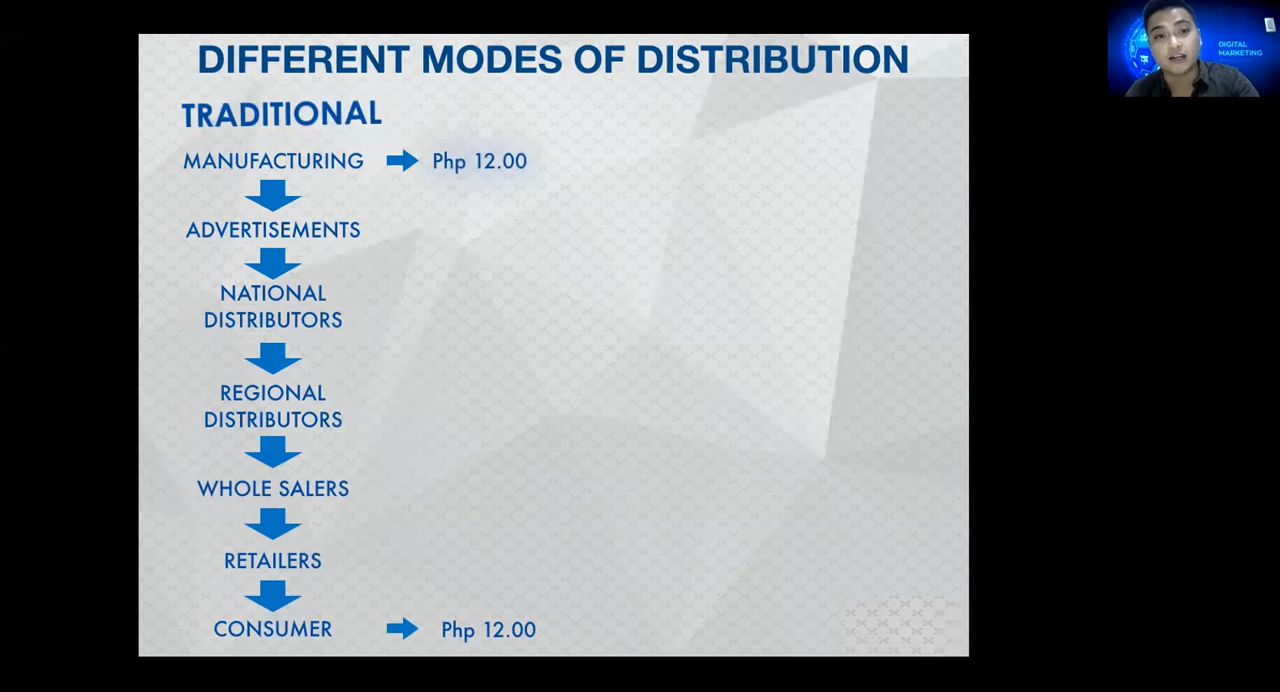 DIFFERENT MODES OF DISTRIBUTION
TRADITIONAL
MANUFACTURING Php 12.00
ADVERTISEMENTS
NATIONAL
DISTRIBUTORS
REGIONAL
DISTRIBUTORS
WHOLE SALERS
RETAILERS
CONSUMER Php 12.00
DIGITAL
MARKETING